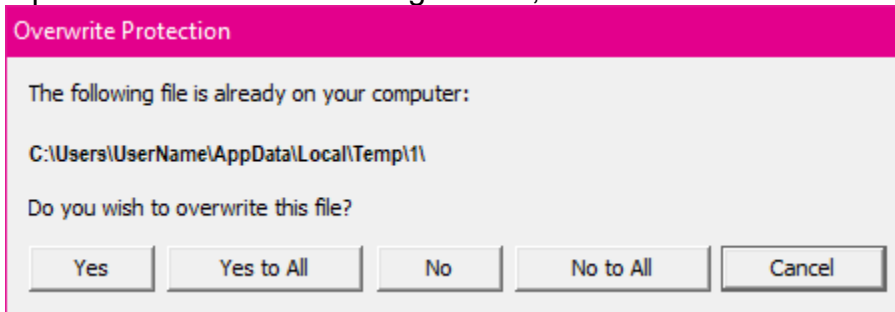 Overwrite Protection
The following file is already on your computer:
C:\Users\UserName\AppData\Local\Temp\1\
Do you wish to overwrite this file?
Yes Yes to All No No to All Cancel